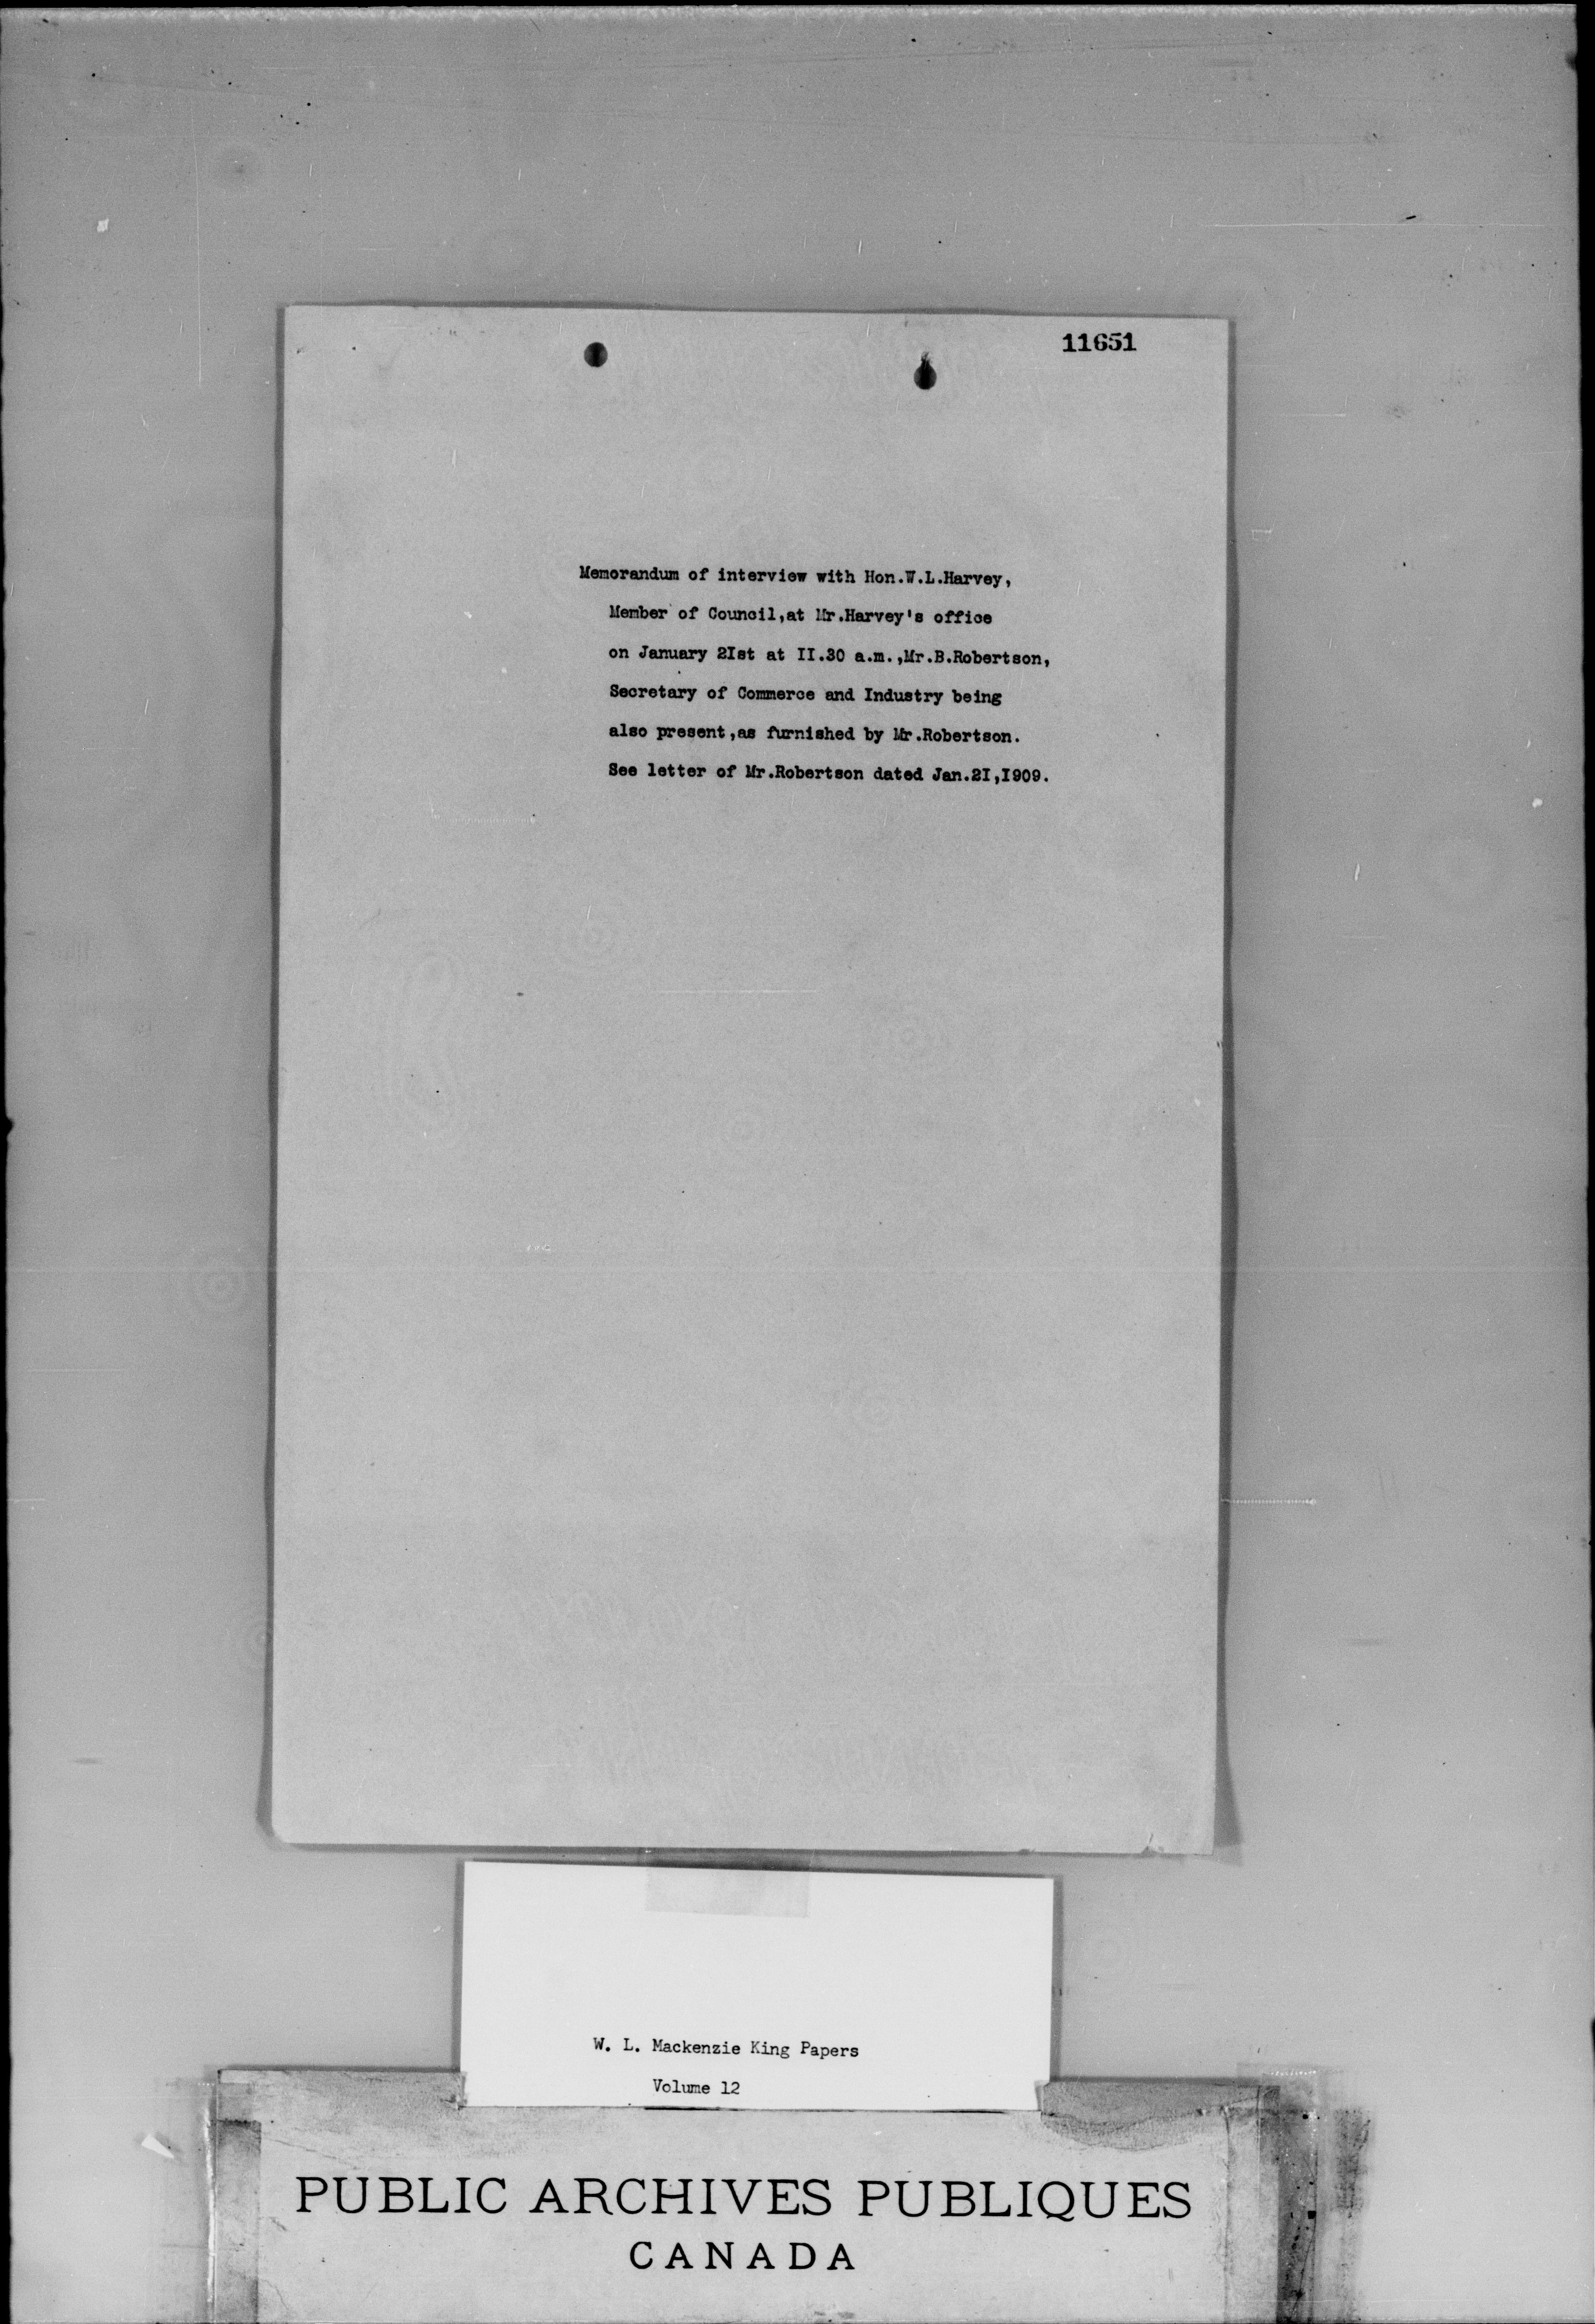 11651
Memorandum of interview with Hon.W.L.Harvey,
Member of Council,at Mr.Harvey's office
on January 2Ist at II.30 a.m.,Mr.B.Robertson,
Secretary of Commerce and Industry being
also present,as furnished by Mr.Robertson.
See letter of Mr.Robertson dated Jan.2I,I909.
W. L. Mackenzie King Papers
Volume 12
PUBLIC ARCHIVES PUBLIQUES
CANADA